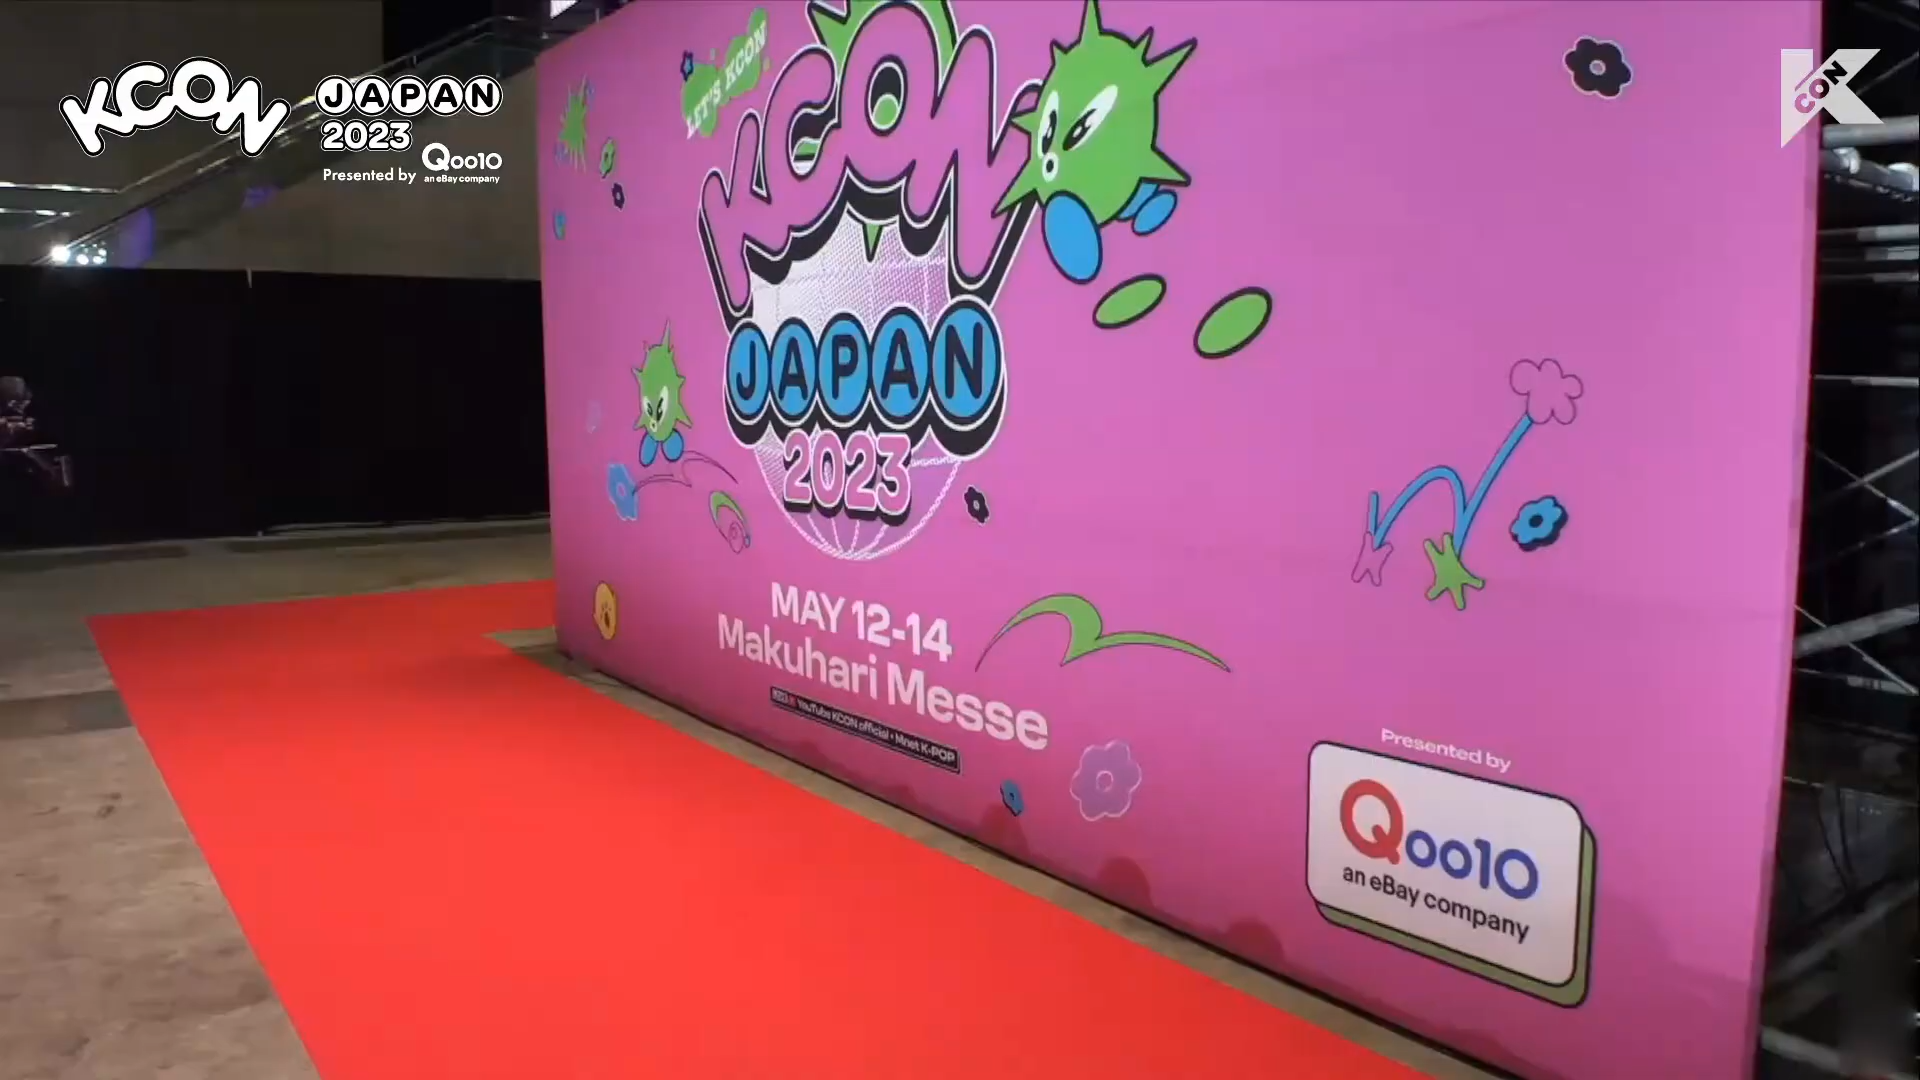 KCON
JAPAN
2023
Presented by
Qoo10
an eBay company
KCON
LET'S KCON
KCON
JAPAN
2023
MAY 12-14
Makuhari Messe
YouTube KCON official • Mnet K-POP
Presented by
Qoo10
an eBay company